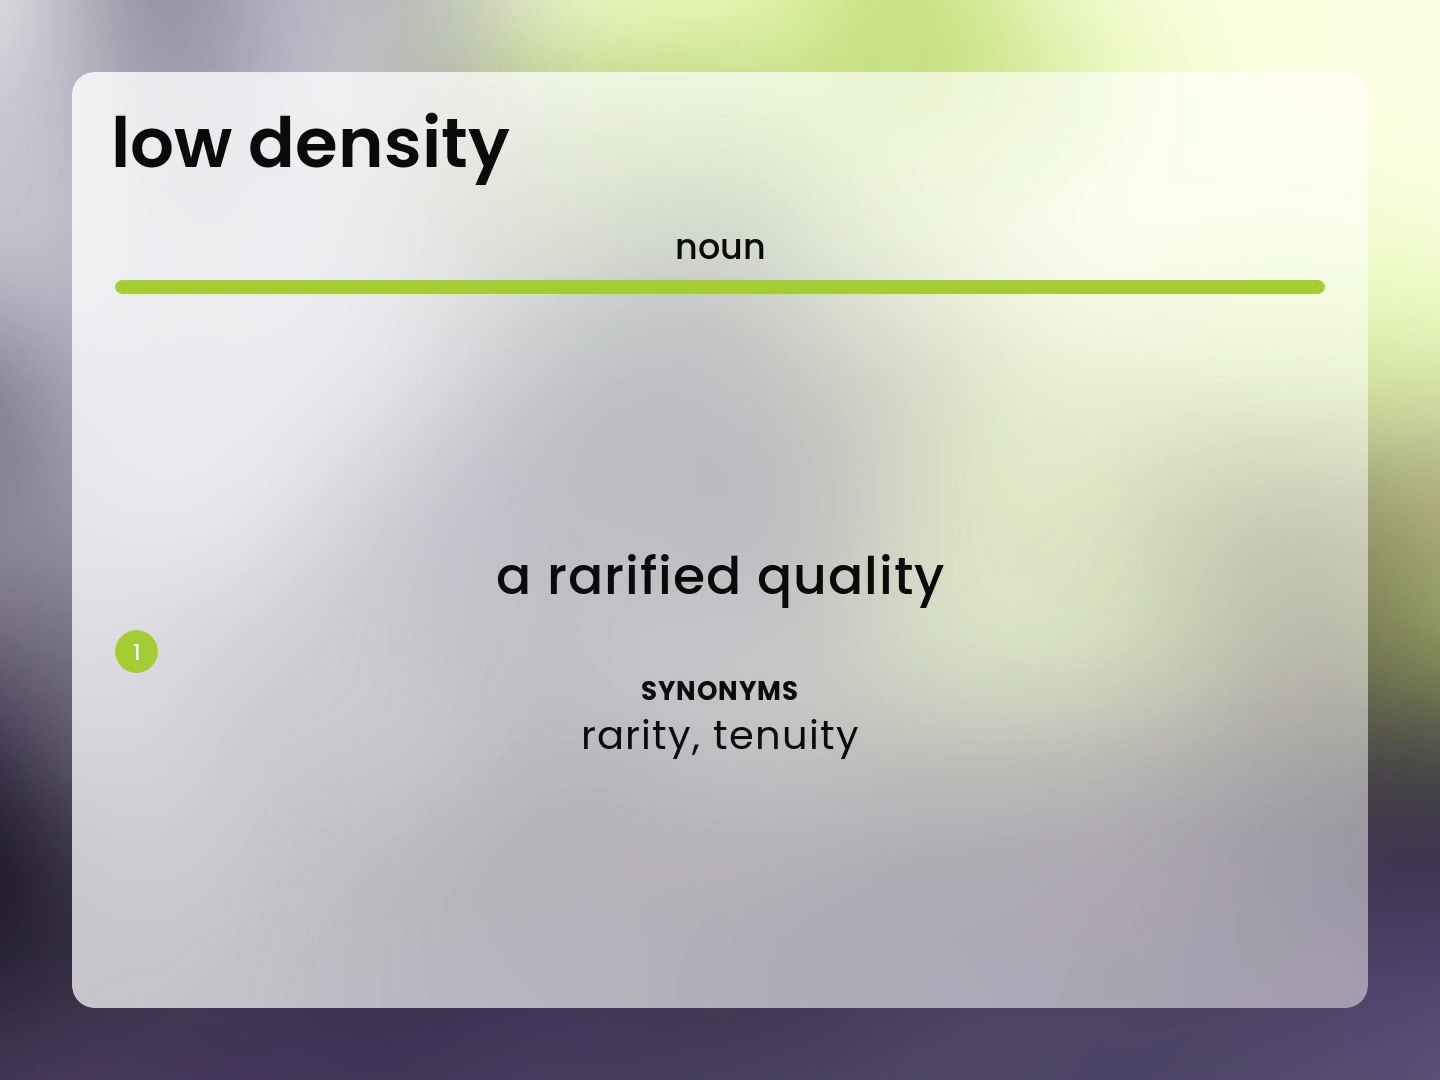 low density
noun
a rarified quality
1
SYNONYMS
rarity, tenuity